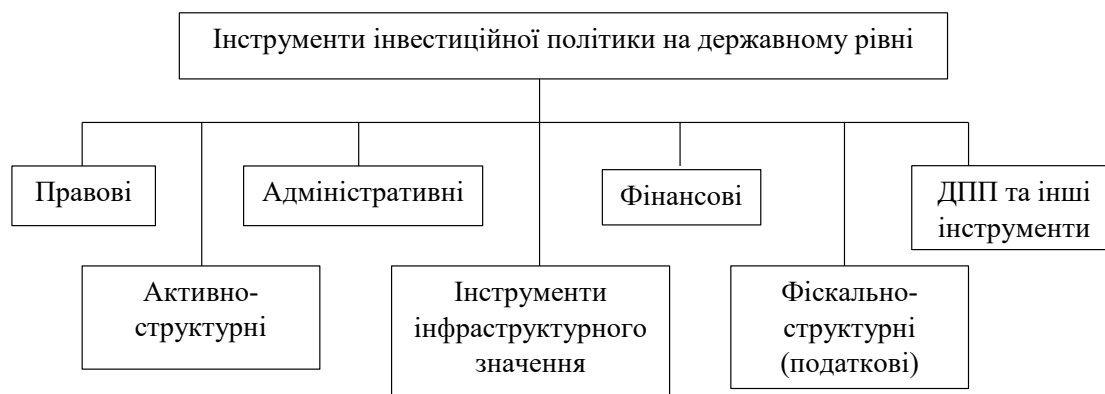 Інструменти інвестиційної політики на державному рівні
Правові
Адміністративні
Фінансові
ДПП та інші
інструменти
Активно-
структурні
Інструменти
інфраструктурного
значення
Фіскально-
структурні
(податкові)